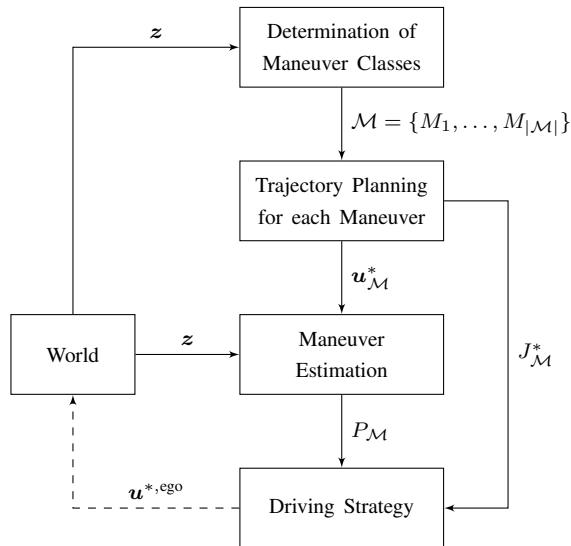 Determination of
Maneuver Classes
z
ℳ = {M₁, . . . , M_|ℳ|}
Trajectory Planning
for each Maneuver
u*_ℳ
World
z
Maneuver
Estimation
J*_ℳ
P_ℳ
u*,ego
Driving Strategy